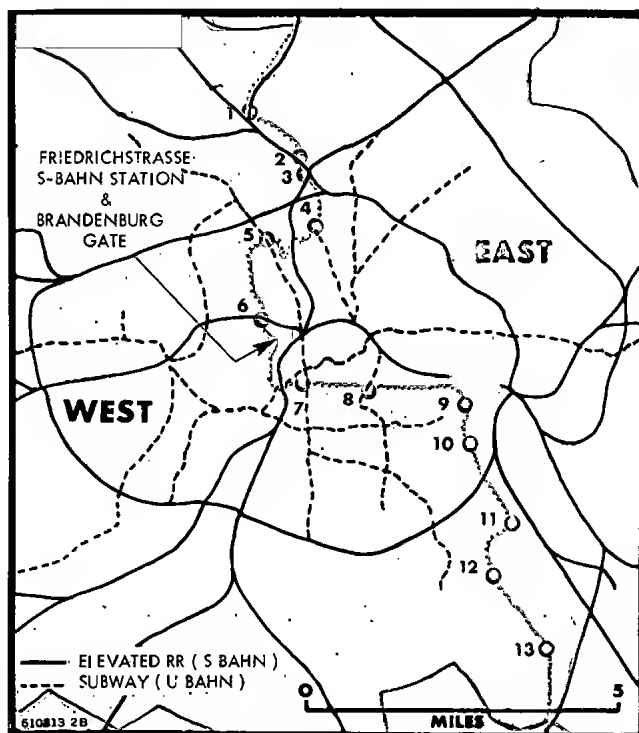 1
FRIEDRICHSTRASSE
S-BAHN STATION
&
BRANDENBURG
GATE
2
3
4
5
EAST
6
WEST
7
8
9
10
11
12
13
ELEVATED RR ( S BAHN )
SUBWAY ( U BAHN )
0
5
MILES
610813 2B